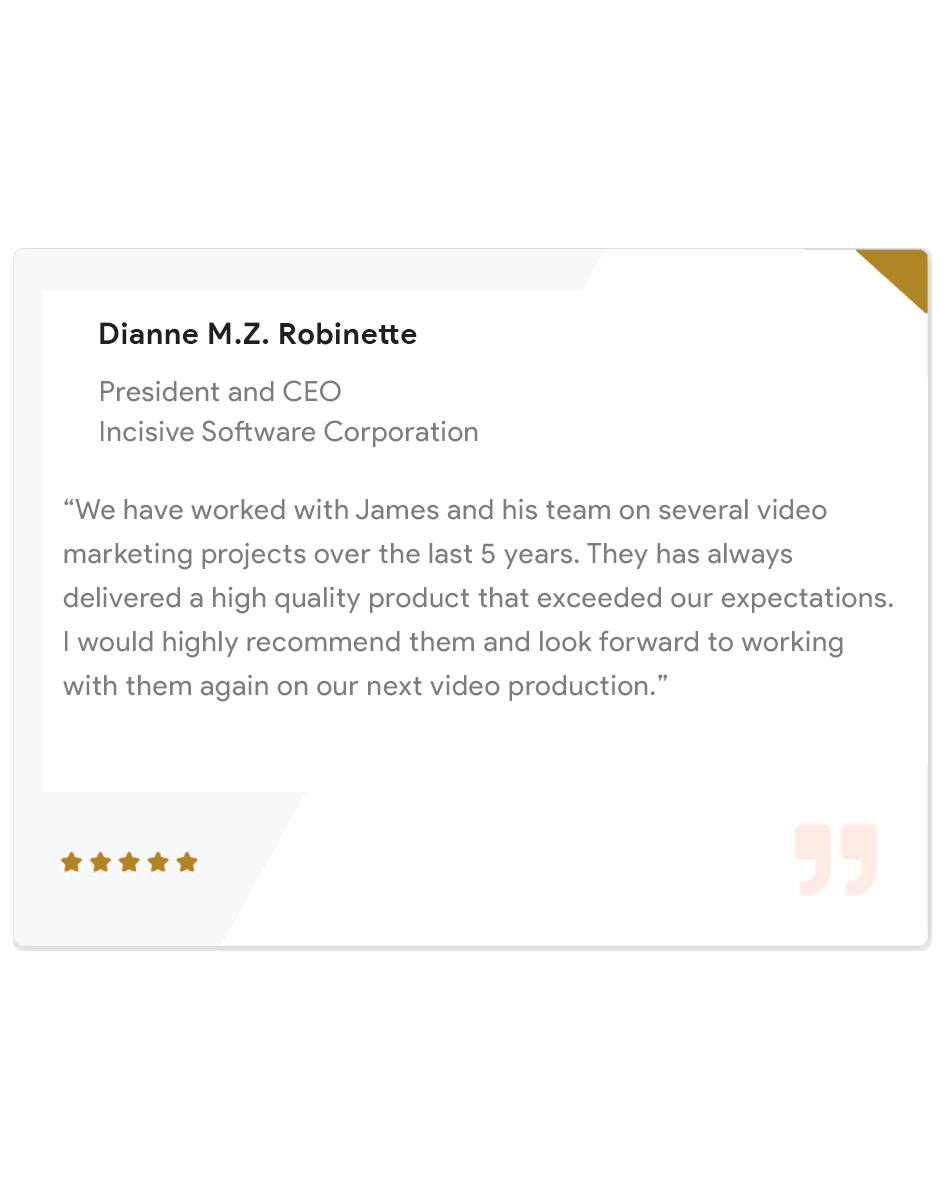 Dianne M.Z. Robinette
President and CEO
Incisive Software Corporation
“We have worked with James and his team on several video
marketing projects over the last 5 years. They has always
delivered a high quality product that exceeded our expectations.
I would highly recommend them and look forward to working
with them again on our next video production.”